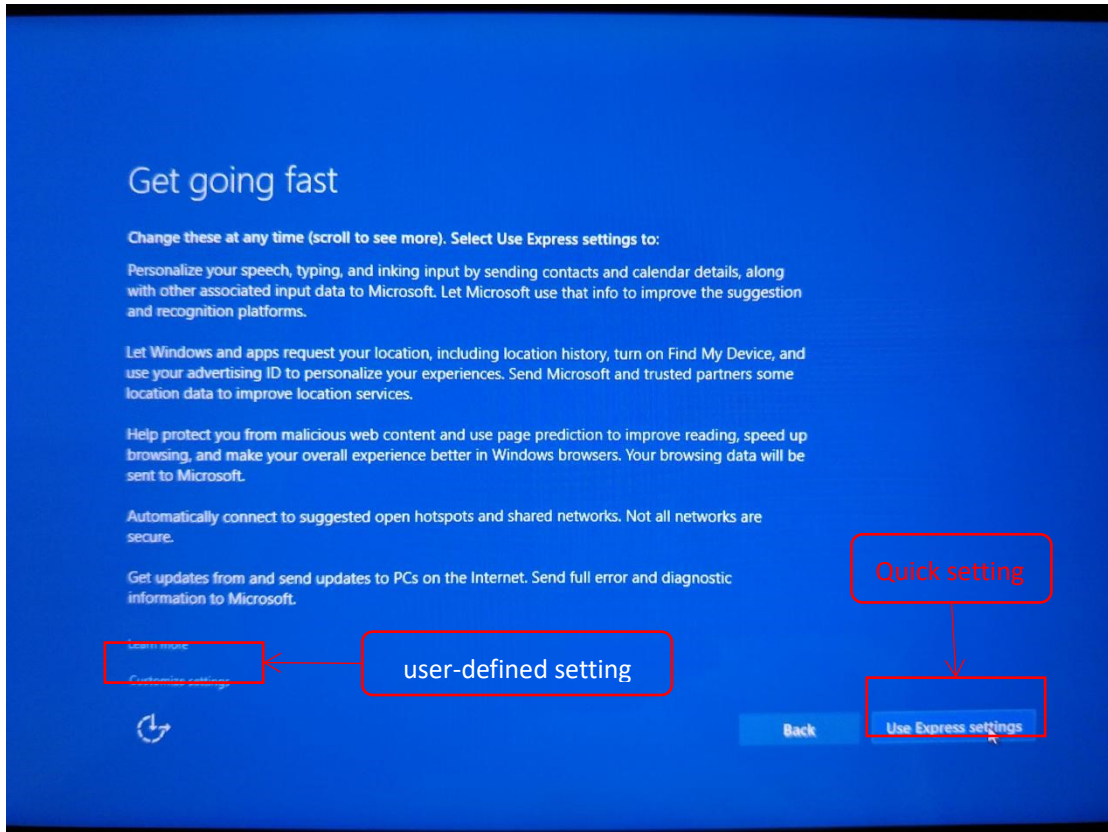 Get going fast
Change these at any time (scroll to see more). Select Use Express settings to:
Personalize your speech, typing, and inking input by sending contacts and calendar details, along
with other associated input data to Microsoft. Let Microsoft use that info to improve the suggestion
and recognition platforms.
Let Windows and apps request your location, including location history, turn on Find My Device, and
use your advertising ID to personalize your experiences. Send Microsoft and trusted partners some
location data to improve location services.
Help protect you from malicious web content and use page prediction to improve reading, speed up
browsing, and make your overall experience better in Windows browsers. Your browsing data will be
sent to Microsoft.
Automatically connect to suggested open hotspots and shared networks. Not all networks are
secure.
Get updates from and send updates to PCs on the Internet. Send full error and diagnostic
information to Microsoft.
Quick setting
Learn more
user-defined setting
Customize settings
Back
Use Express settings